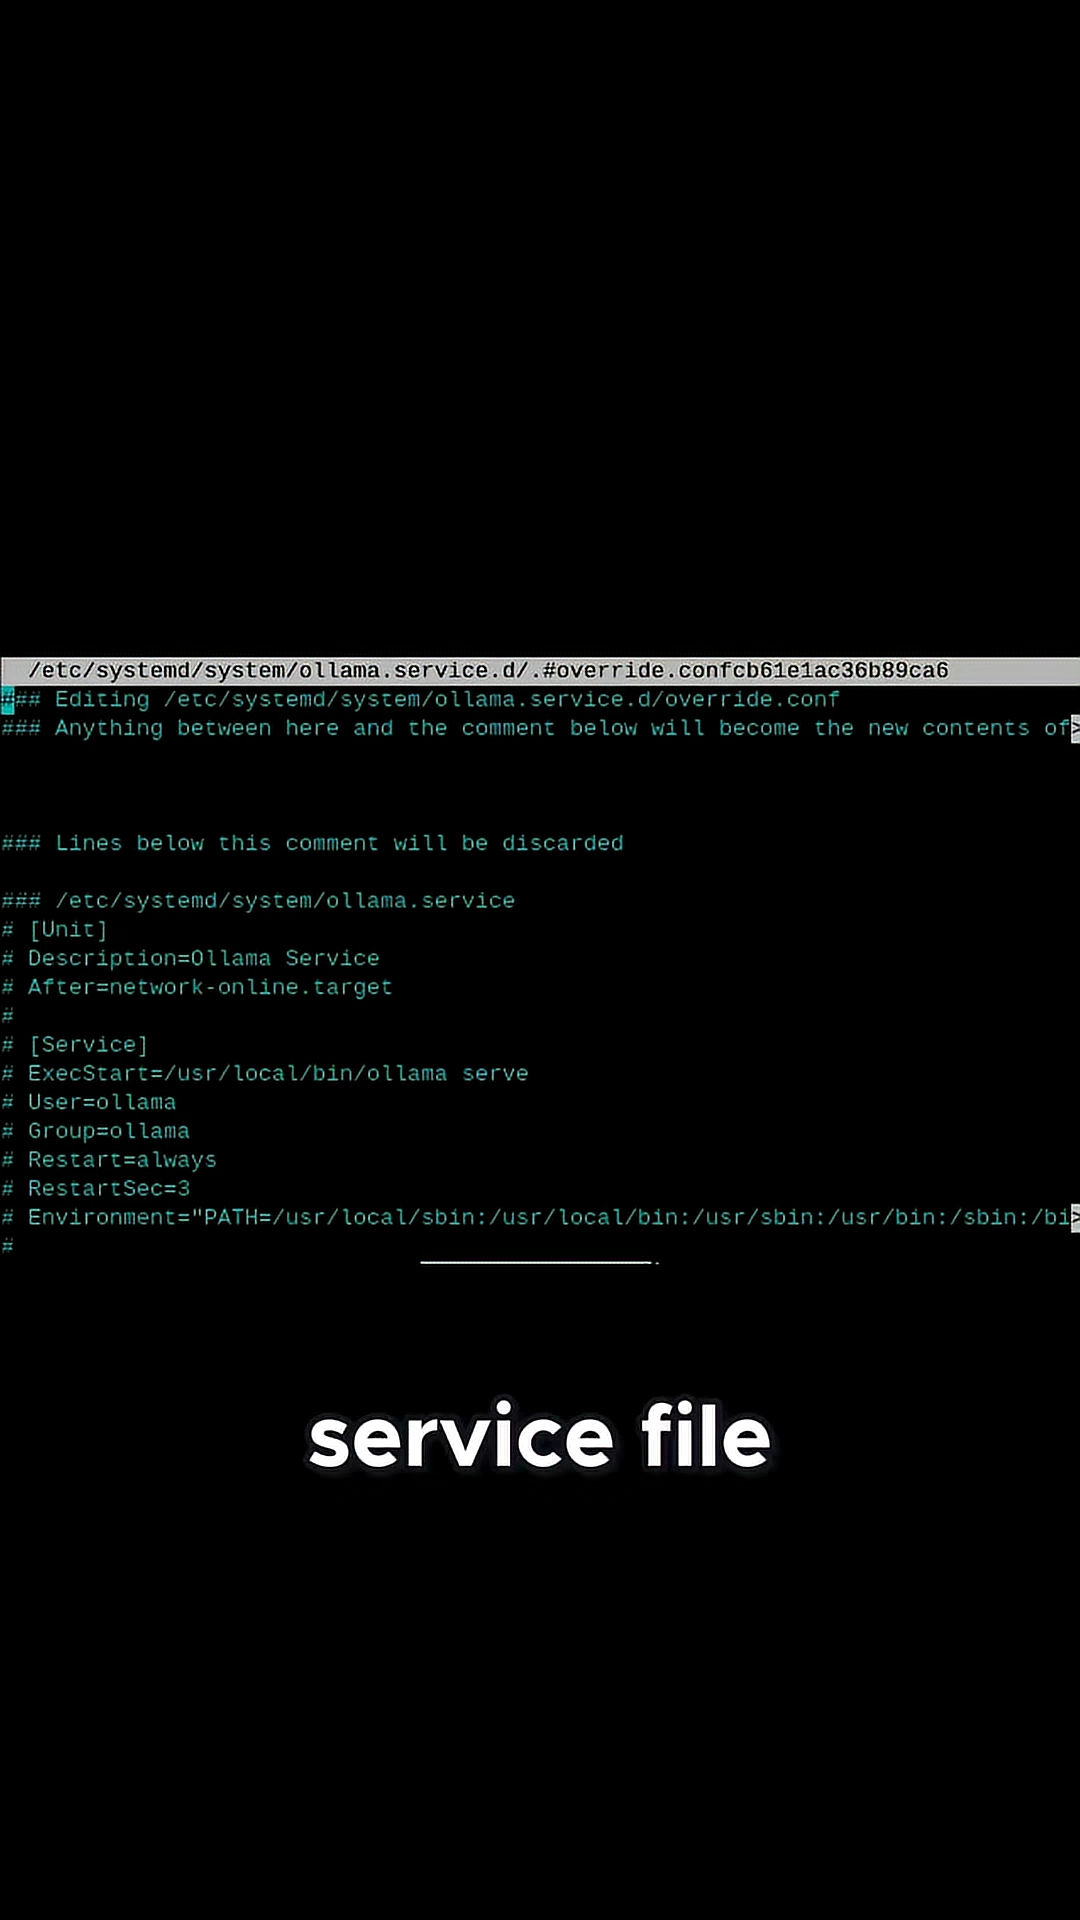 /etc/systemd/system/ollama.service.d/.#override.confcb61e1ac36b89ca6
### Editing /etc/systemd/system/ollama.service.d/override.conf
### Anything between here and the comment below will become the new contents of>
### Lines below this comment will be discarded
### /etc/systemd/system/ollama.service
# [Unit]
# Description=Ollama Service
# After=network-online.target
#
# [Service]
# ExecStart=/usr/local/bin/ollama serve
# User=ollama
# Group=ollama
# Restart=always
# RestartSec=3
# Environment="PATH=/usr/local/sbin:/usr/local/bin:/usr/sbin:/usr/bin:/sbin:/bi>
#
service file